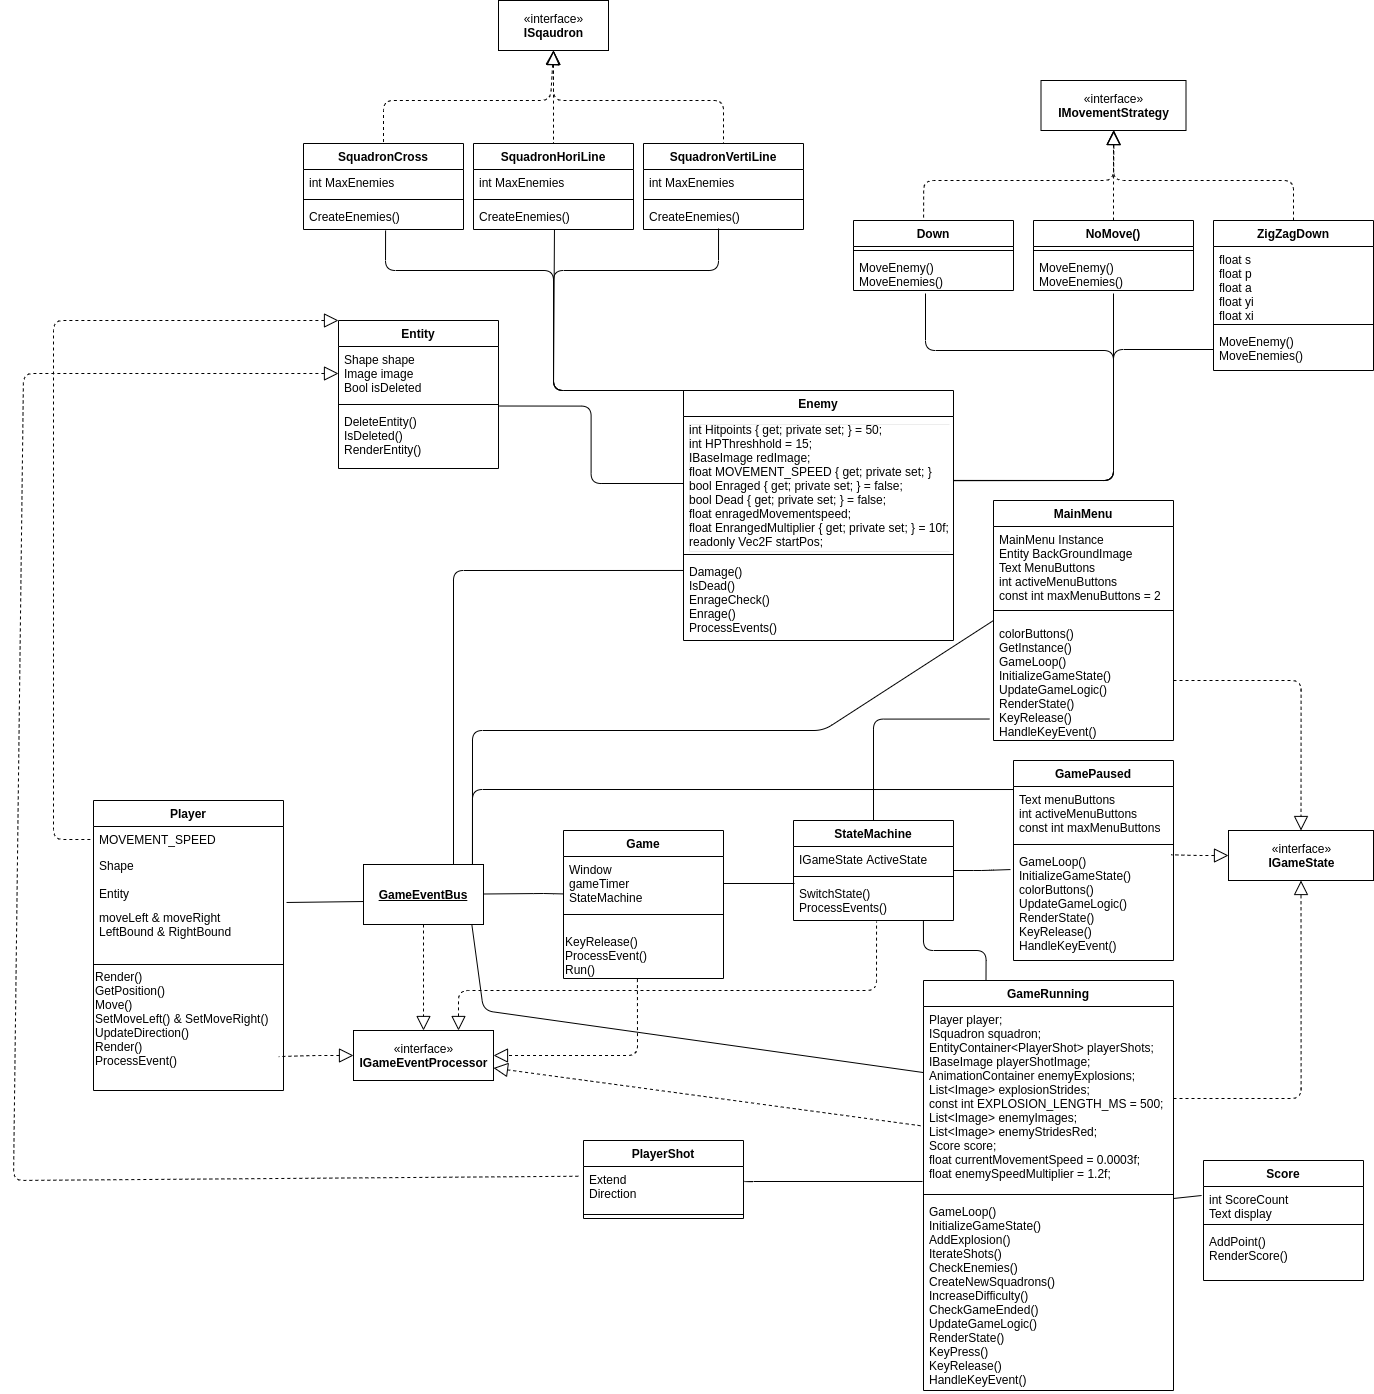 «interface»
ISqaudron
«interface»
IMovementStrategy
SquadronCross
int MaxEnemies
CreateEnemies()
SquadronHoriLine
int MaxEnemies
CreateEnemies()
SquadronVertiLine
int MaxEnemies
CreateEnemies()
Down
MoveEnemy()
MoveEnemies()
NoMove()
MoveEnemy()
MoveEnemies()
ZigZagDown
float s
float p
float a
float yi
float xi
MoveEnemy()
MoveEnemies()
Entity
Shape shape
Image image
Bool isDeleted
DeleteEntity()
IsDeleted()
RenderEntity()
Enemy
int Hitpoints { get; private set; } = 50;
int HPThreshhold = 15;
IBaseImage redImage;
float MOVEMENT_SPEED { get; private set; }
bool Enraged { get; private set; } = false;
bool Dead { get; private set; } = false;
float enragedMovementspeed;
float EnrangedMultiplier { get; private set; } = 10f;
readonly Vec2F startPos;
Damage()
IsDead()
EnrageCheck()
Enrage()
ProcessEvents()
MainMenu
MainMenu Instance
Entity BackGroundImage
Text MenuButtons
int activeMenuButtons
const int maxMenuButtons = 2
colorButtons()
GetInstance()
GameLoop()
InitializeGameState()
UpdateGameLogic()
RenderState()
KeyRelease()
HandleKeyEvent()
GamePaused
Text menuButtons
int activeMenuButtons
const int maxMenuButtons
GameLoop()
InitializeGameState()
colorButtons()
UpdateGameLogic()
RenderState()
KeyRelease()
HandleKeyEvent()
«interface»
IGameState
Player
MOVEMENT_SPEED
Shape
Entity
moveLeft & moveRight
LeftBound & RightBound
Render()
GetPosition()
Move()
SetMoveLeft() & SetMoveRight()
UpdateDirection()
Render()
ProcessEvent()
GameEventBus
Game
Window
gameTimer
StateMachine
KeyRelease()
ProcessEvent()
Run()
StateMachine
IGameState ActiveState
SwitchState()
ProcessEvents()
«interface»
IGameEventProcessor
GameRunning
Player player;
ISquadron squadron;
EntityContainer<PlayerShot> playerShots;
IBaseImage playerShotImage;
AnimationContainer enemyExplosions;
List<Image> explosionStrides;
const int EXPLOSION_LENGTH_MS = 500;
List<Image> enemyImages;
List<Image> enemyStridesRed;
Score score;
float currentMovementSpeed = 0.0003f;
float enemySpeedMultiplier = 1.2f;
GameLoop()
InitializeGameState()
AddExplosion()
IterateShots()
CheckEnemies()
CreateNewSquadrons()
IncreaseDifficulty()
CheckGameEnded()
UpdateGameLogic()
RenderState()
KeyPress()
KeyRelease()
HandleKeyEvent()
PlayerShot
Extend
Direction
Score
int ScoreCount
Text display
AddPoint()
RenderScore()